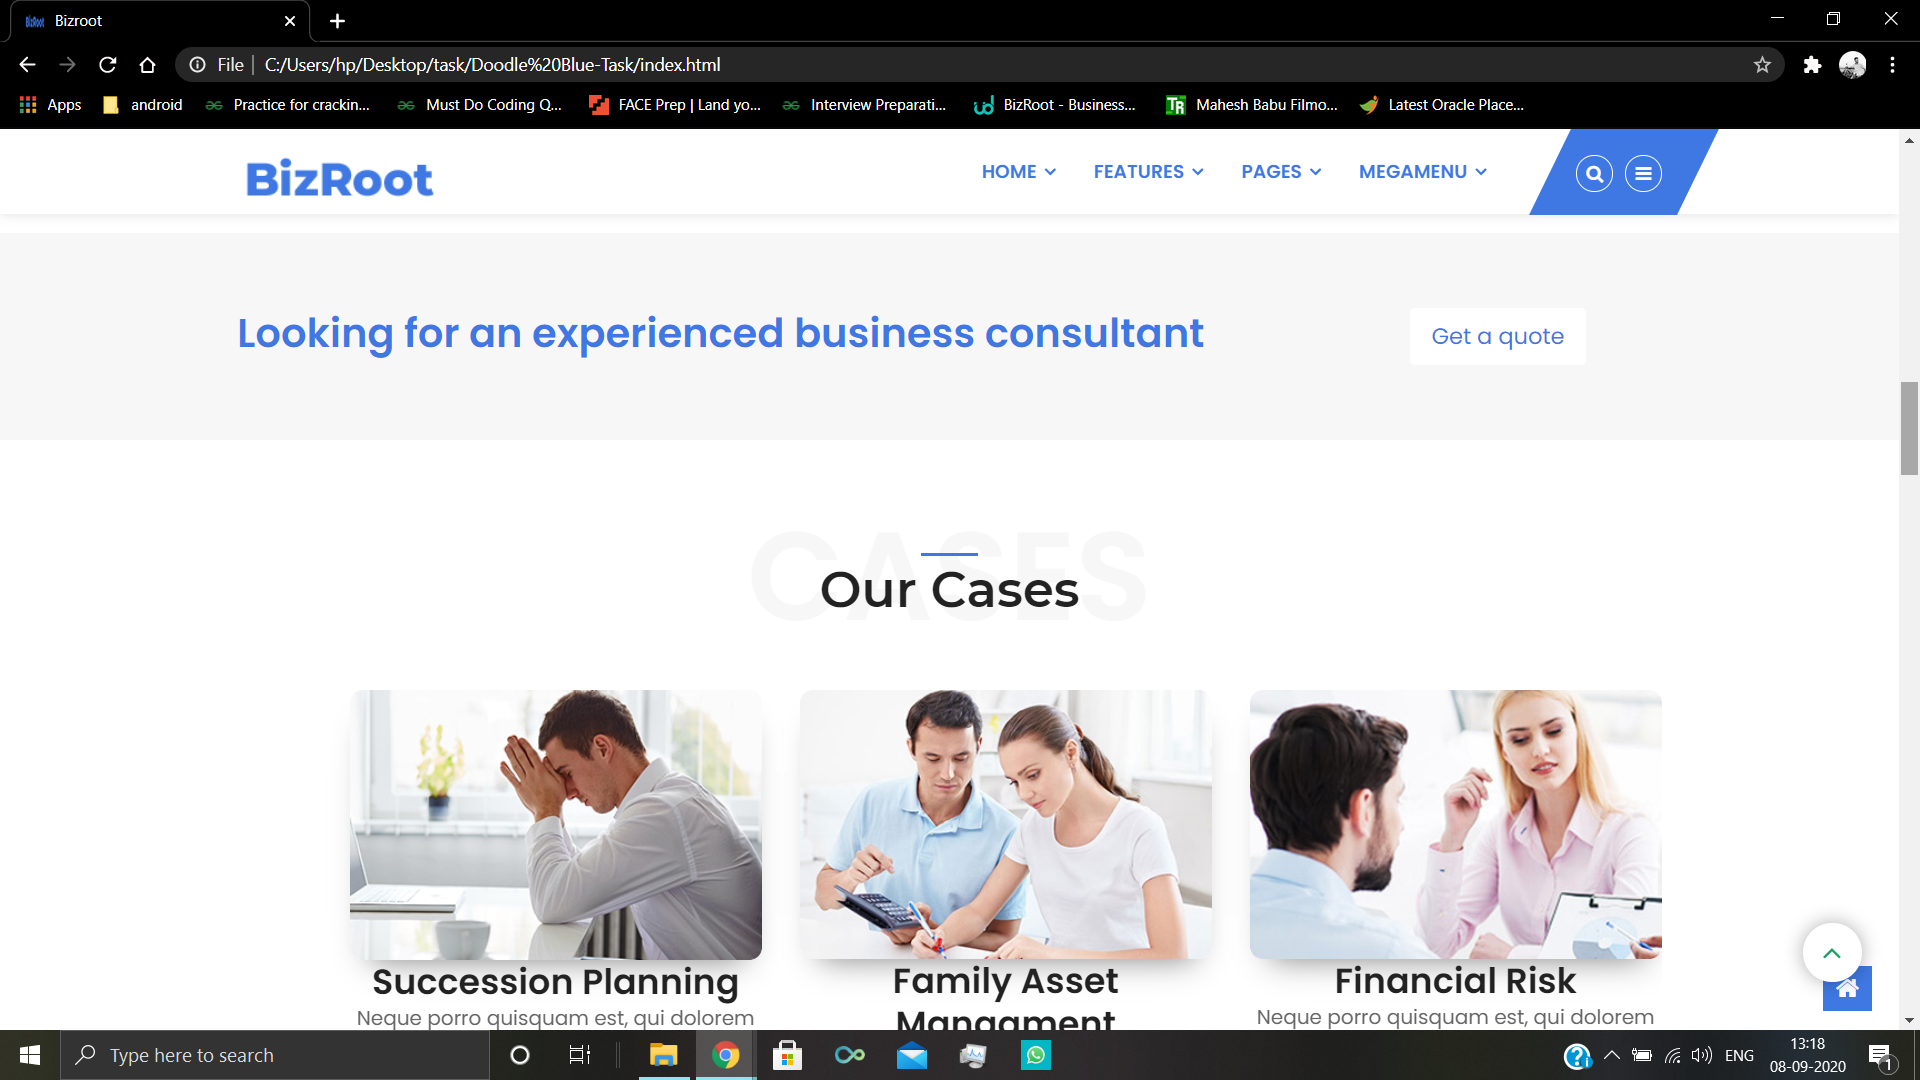 BizRoot Bizroot
File C:/Users/hp/Desktop/task/Doodle%20Blue-Task/index.html
Apps android Practice for crackin... Must Do Coding Q... FACE Prep | Land yo... Interview Preparati... BizRoot - Business... TR Mahesh Babu Filmo... Latest Oracle Place...
BizRoot HOME FEATURES PAGES MEGAMENU
Looking for an experienced business consultant Get a quote
CASES
Our Cases
Succession Planning Family Asset Financial Risk
Managament
Neque porro quisquam est, qui dolorem Neque porro quisquam est, qui dolorem
Type here to search ENG 13:18
08-09-2020 1